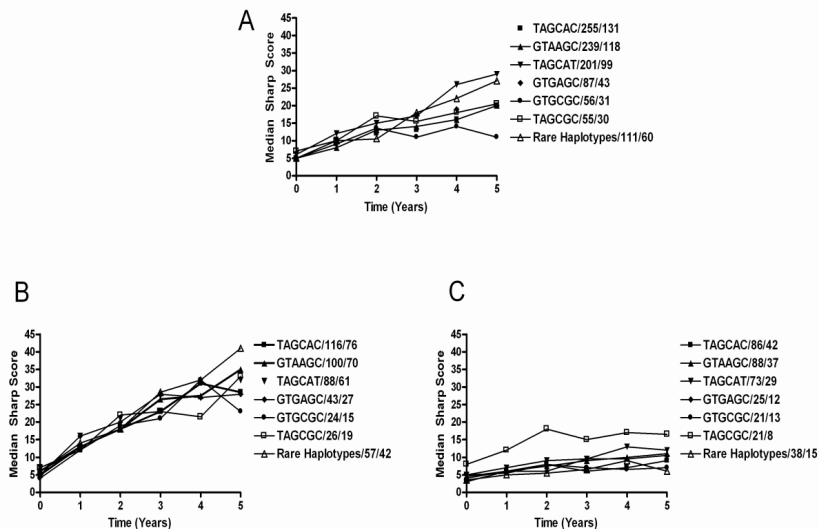 A
Median Sharp Score
45
40
35
30
25
20
15
10
5
0
0 1 2 3 4 5
Time (Years)
TAGCAC/255/131
GTAAGC/239/118
TAGCAT/201/99
GTGAGC/87/43
GTGCGC/56/31
TAGCGC/55/30
Rare Haplotypes/111/60
B
Median Sharp Score
45
40
35
30
25
20
15
10
5
0
0 1 2 3 4 5
Time (Years)
TAGCAC/116/76
GTAAGC/100/70
TAGCAT/88/61
GTGAGC/43/27
GTGCGC/24/15
TAGCGC/26/19
Rare Haplotypes/57/42
C
Median Sharp Score
45
40
35
30
25
20
15
10
5
0
0 1 2 3 4 5
Time (Years)
TAGCAC/86/42
GTAAGC/88/37
TAGCAT/73/29
GTGAGC/25/12
GTGCGC/21/13
TAGCGC/21/8
Rare Haplotypes/38/15